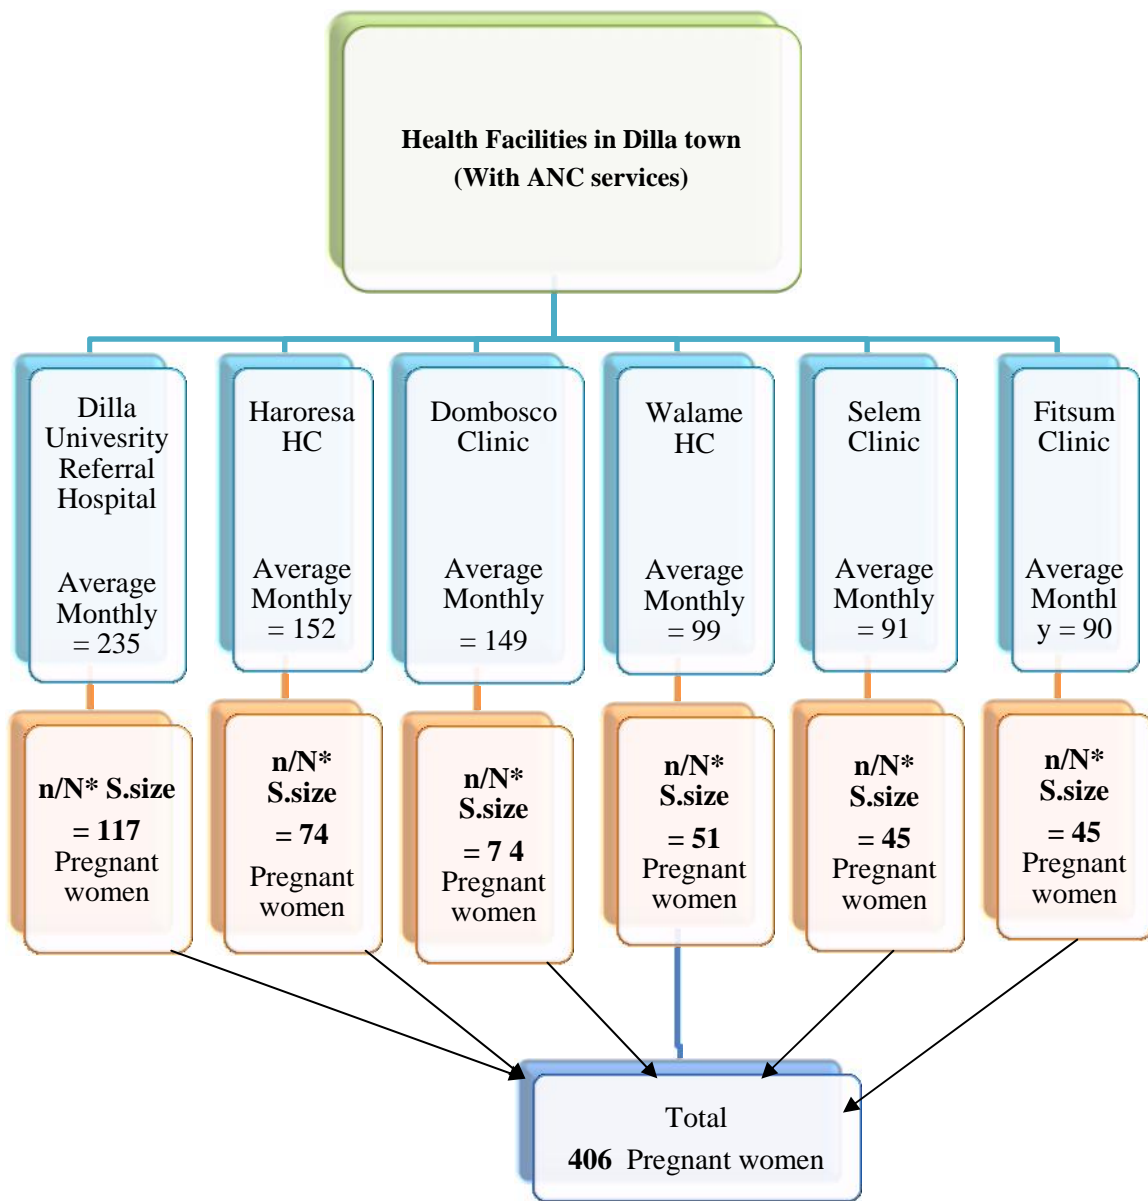 Health Facilities in Dilla town
(With ANC services)
Dilla
Univesrity
Referral
Hospital
Average
Monthly
= 235
Haroresa
HC
Average
Monthly
= 152
Dombosco
Clinic
Average
Monthly
= 149
Walame
HC
Average
Monthly
= 99
Selem
Clinic
Average
Monthly
= 91
Fitsum
Clinic
Average
Monthl
y = 90
n/N* S.size
= 117
Pregnant
women
n/N*
S.size
= 74
Pregnant
women
n/N*
S.size
= 7 4
Pregnant
women
n/N*
S.size
= 51
Pregnant
women
n/N*
S.size
= 45
Pregnant
women
n/N*
S.size
= 45
Pregnant
women
Total
406 Pregnant women